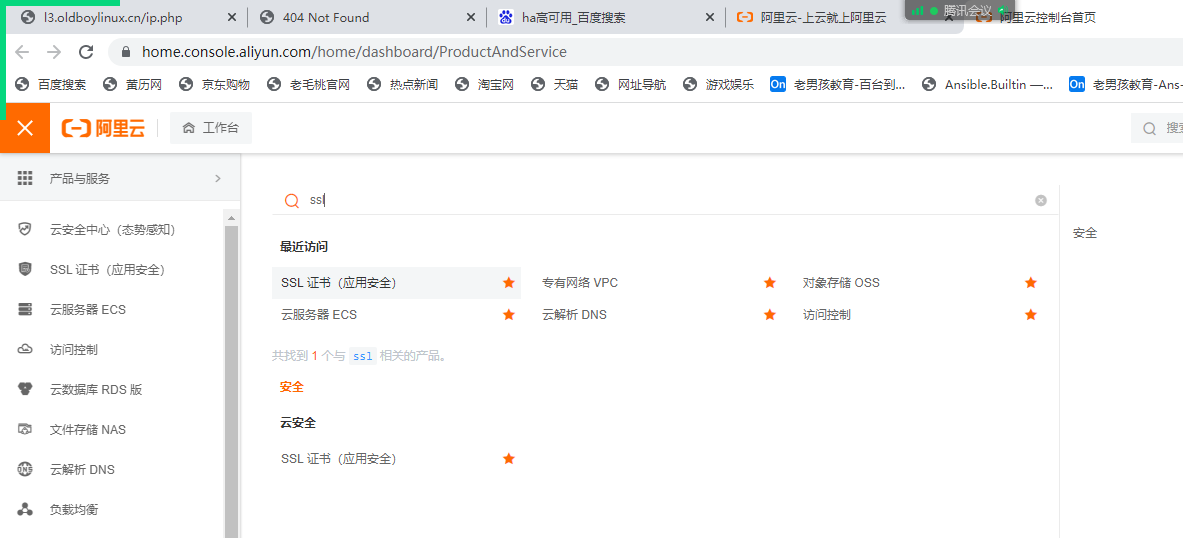 l3.oldboylinux.cn/ip.php
404 Not Found
ha高可用_百度搜索
阿里云-上云就上阿里云
腾讯会议
阿里云控制台首页
home.console.aliyun.com/home/dashboard/ProductAndService
百度搜索
黄历网
京东购物
老毛桃官网
热点新闻
淘宝网
天猫
网址导航
游戏娱乐
On 老男孩教育-百台到...
Ansible.Builtin —...
On 老男孩教育-Ans-
阿里云
工作台
搜索
产品与服务
ssl
安全
最近访问
云安全中心（态势感知）
SSL 证书（应用安全）
云服务器 ECS
访问控制
云数据库 RDS 版
文件存储 NAS
DNS 云解析 DNS
负载均衡
SSL 证书（应用安全）
专有网络 VPC
对象存储 OSS
云服务器 ECS
云解析 DNS
访问控制
共找到 1 个与 ssl 相关的产品。
安全
云安全
SSL 证书（应用安全）